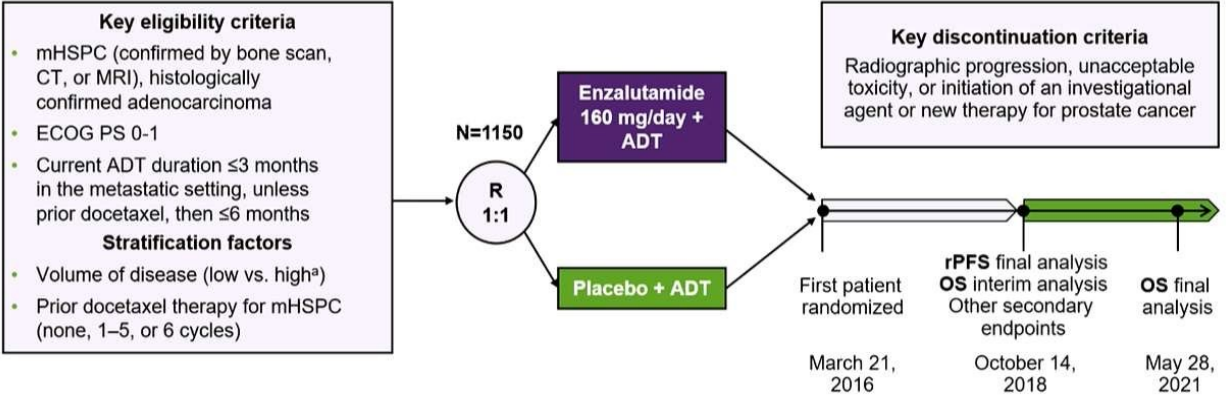 Key eligibility criteria
• mHSPC (confirmed by bone scan,
CT, or MRI), histologically
confirmed adenocarcinoma
• ECOG PS 0-1
• Current ADT duration ≤3 months
in the metastatic setting, unless
prior docetaxel, then ≤6 months
Stratification factors
• Volume of disease (low vs. highᵃ)
• Prior docetaxel therapy for mHSPC
(none, 1–5, or 6 cycles)
N=1150
R
1:1
Enzalutamide
160 mg/day +
ADT
Placebo + ADT
Key discontinuation criteria
Radiographic progression, unacceptable
toxicity, or initiation of an investigational
agent or new therapy for prostate cancer
First patient
randomized
March 21,
2016
rPFS final analysis
OS interim analysis
Other secondary
endpoints
October 14,
2018
OS final
analysis
May 28,
2021